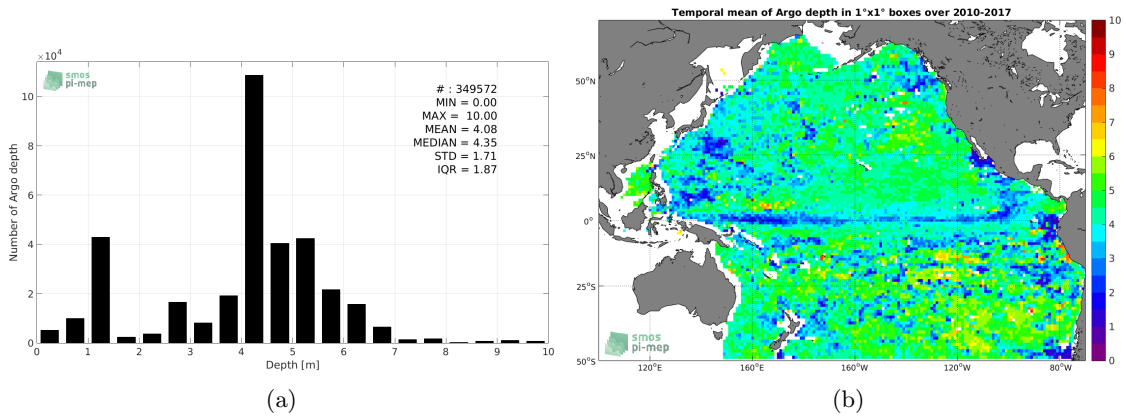 ×10⁴
smos
pi-mep
# : 349572
MIN = 0.00
MAX = 10.00
MEAN = 4.08
MEDIAN = 4.35
STD = 1.71
IQR = 1.87
Number of Argo depth
10
8
6
4
2
0
0 1 2 3 4 5 6 7 8 9 10
Depth [m]
(a)
Temporal mean of Argo depth in 1°x1° boxes over 2010-2017
50°N
25°N
0°
25°S
50°S
120°E 160°E 160°W 120°W 80°W
smos
pi-mep
10
9
8
7
6
5
4
3
2
1
0
(b)